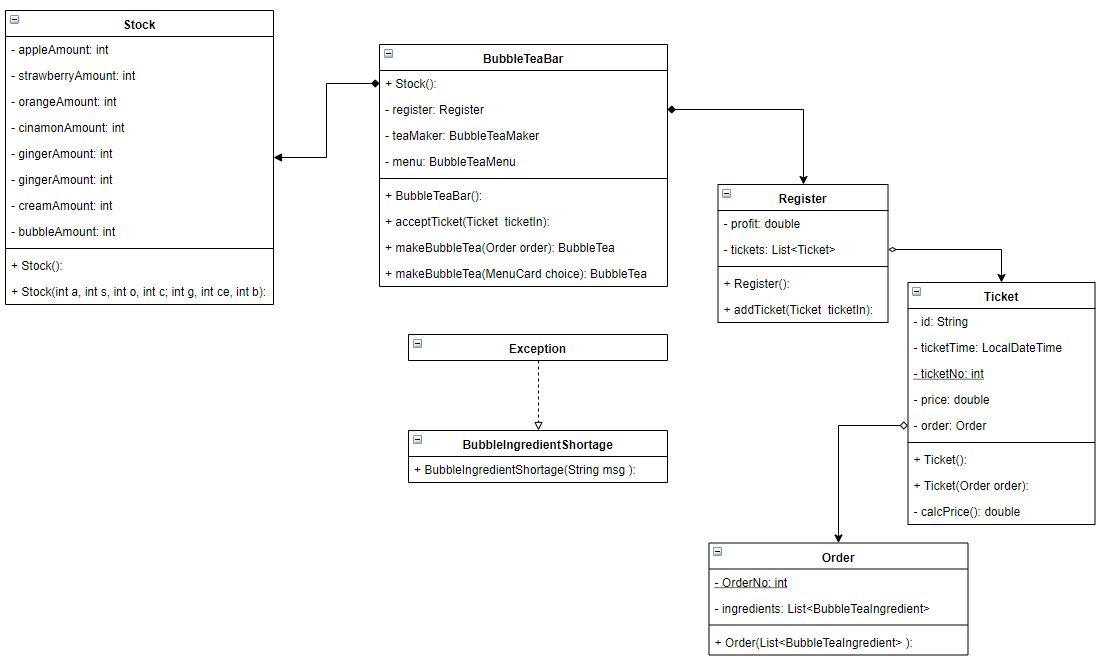 Stock
- appleAmount: int
- strawberryAmount: int
- orangeAmount: int
- cinamonAmount: int
- gingerAmount: int
- gingerAmount: int
- creamAmount: int
- bubbleAmount: int
+ Stock():
+ Stock(int a, int s, int o, int c; int g, int ce, int b):
BubbleTeaBar
+ Stock():
- register: Register
- teaMaker: BubbleTeaMaker
- menu: BubbleTeaMenu
+ BubbleTeaBar():
+ acceptTicket(Ticket ticketIn):
+ makeBubbleTea(Order order): BubbleTea
+ makeBubbleTea(MenuCard choice): BubbleTea
Register
- profit: double
- tickets: List<Ticket>
+ Register():
+ addTicket(Ticket ticketIn):
Ticket
- id: String
- ticketTime: LocalDateTime
- ticketNo: int
- price: double
- order: Order
+ Ticket():
+ Ticket(Order order):
- calcPrice(): double
Exception
BubbleIngredientShortage
+ BubbleIngredientShortage(String msg ):
Order
- OrderNo: int
- ingredients: List<BubbleTeaIngredient>
+ Order(List<BubbleTeaIngredient> ):